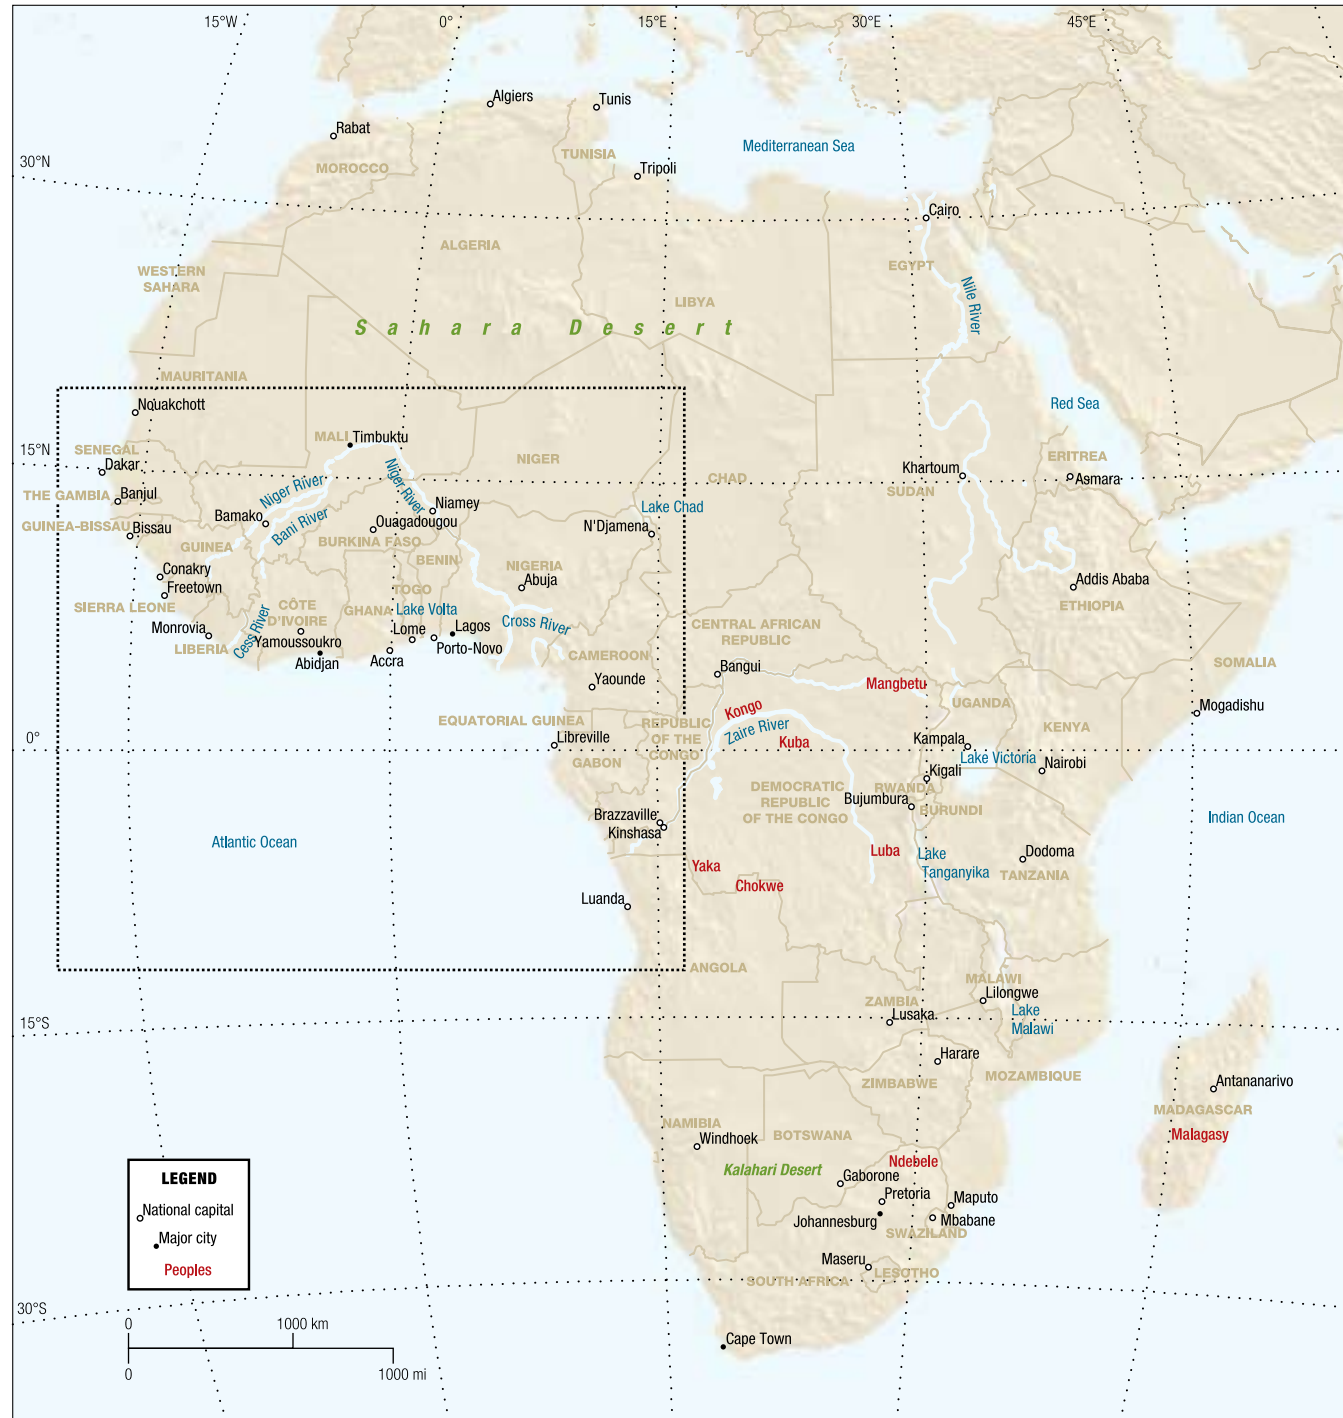 15°W
0°
15°E
30°E
45°E
Algiers
Tunis
Rabat
Mediterranean Sea
TUNISIA
MOROCCO
30°N
Tripoli
Cairo
ALGERIA
EGYPT
WESTERN
SAHARA
Nile River
LIBYA
Sahara Desert
MAURITANIA
Nouakchott
Red Sea
MALI
Timbuktu
SENEGAL
15°N
Dakar
NIGER
CHAD
Khartoum
ERITREA
Asmara
THE GAMBIA
Banjul
Niger River
Niger River
SUDAN
Niamey
Lake Chad
GUINEA-BISSAU
Bissau
Bamako
Bani River
Ouagadougou
N'Djamena
BURKINA FASO
GUINEA
BENIN
NIGERIA
Conakry
Abuja
Addis Ababa
Freetown
TOGO
SIERRA LEONE
CÔTE
D'IVOIRE
GHANA
Lake Volta
ETHIOPIA
Cross River
CENTRAL AFRICAN
REPUBLIC
Monrovia
Cess River
Yamoussoukro
Lome
Lagos
LIBERIA
Porto-Novo
Abidjan
Accra
CAMEROON
SOMALIA
Bangui
Yaounde
Mangbetu
UGANDA
Kongo
Mogadishu
EQUATORIAL GUINEA
REPUBLIC
OF THE
CONGO
Zaire River
KENYA
0°
Libreville
Kuba
Kampala
Lake Victoria
GABON
Kigali
Nairobi
DEMOCRATIC
REPUBLIC
OF THE CONGO
RWANDA
Bujumbura
BURUNDI
Brazzaville
Kinshasa
Indian Ocean
Atlantic Ocean
Luba
Lake
Tanganyika
Dodoma
TANZANIA
Yaka
Chokwe
Luanda
ANGOLA
MALAWI
Lilongwe
ZAMBIA
Lusaka
Lake
Malawi
15°S
Harare
ZIMBABWE
MOZAMBIQUE
Antananarivo
MADAGASCAR
NAMIBIA
BOTSWANA
Malagasy
Windhoek
Kalahari Desert
Ndebele
Gaborone
Pretoria
Maputo
Johannesburg
Mbabane
SWAZILAND
Maseru
LESOTHO
SOUTH AFRICA
LEGEND
National capital
Major city
Peoples
30°S
0
1000 km
Cape Town
0
1000 mi